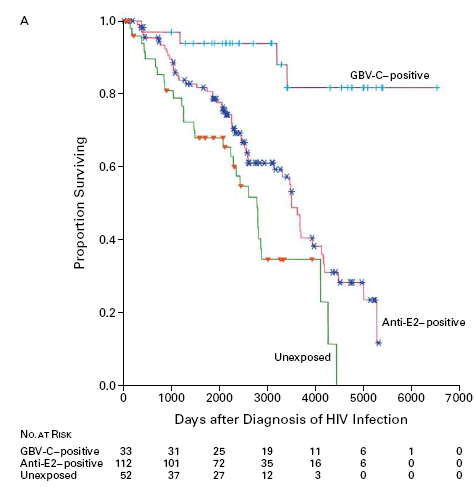 A
1.0
0.8
0.6
0.4
0.2
0.0
Proportion Surviving
GBV-C–positive
Anti-E2–positive
Unexposed
0 1000 2000 3000 4000 5000 6000 7000
Days after Diagnosis of HIV Infection
NO. AT RISK
GBV-C–positive 33 31 25 19 11 6 1 0
Anti-E2–positive 112 101 72 35 16 6 0 0
Unexposed 52 37 27 12 3 0 0 0